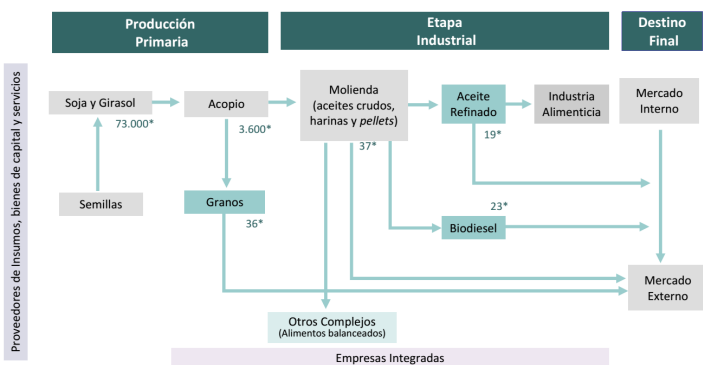 Producción
Primaria
Etapa
Industrial
Destino
Final
Proveedores de Insumos, bienes de capital y servicios
Soja y Girasol
73.000*
Acopio
3.600*
Molienda
(aceites crudos,
harinas y pellets)
37*
Aceite
Refinado
19*
Industria
Alimenticia
Mercado
Interno
Semillas
Granos
36*
23*
Biodiesel
Mercado
Externo
Otros Complejos
(Alimentos balanceados)
Empresas Integradas